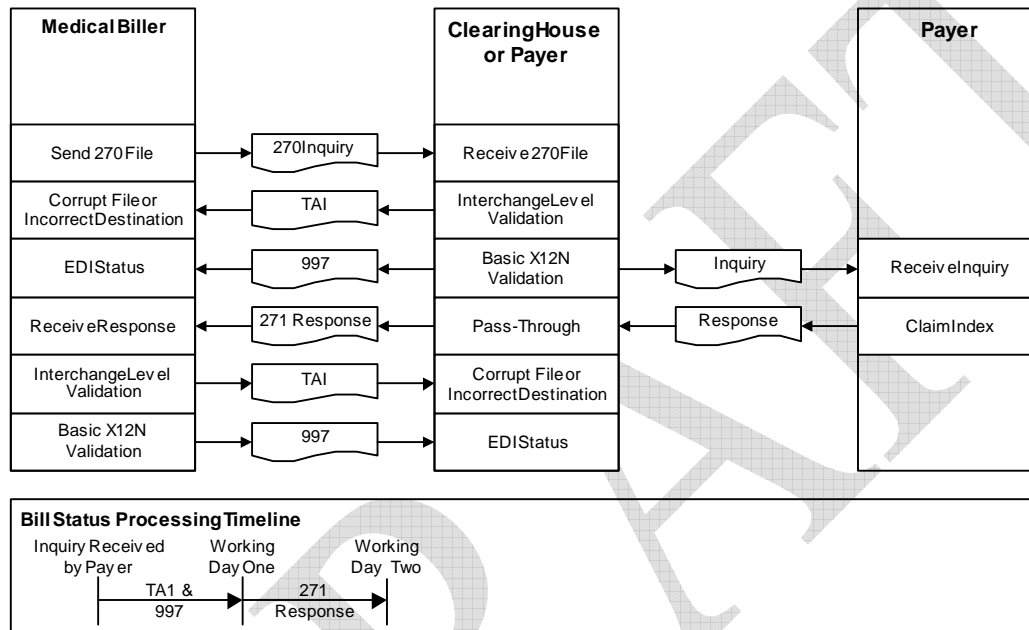 Medical Biller
ClearingHouse
or Payer
Payer
Send 270 File
270Inquiry
Receive 270File
Corrupt File or
IncorrectDestination
TAI
InterchangeLevel
Validation
EDIStatus
997
Basic X12N
Validation
Inquiry
ReceiveInquiry
ReceiveResponse
271 Response
Pass-Through
Response
ClaimIndex
InterchangeLevel
Validation
TAI
Corrupt File or
IncorrectDestination
Basic X12N
Validation
997
EDIStatus
Bill Status Processing Timeline
Inquiry Received
by Payer
Working
Day One
Working
Day Two
TA1 &
997
271
Response
DRAFT